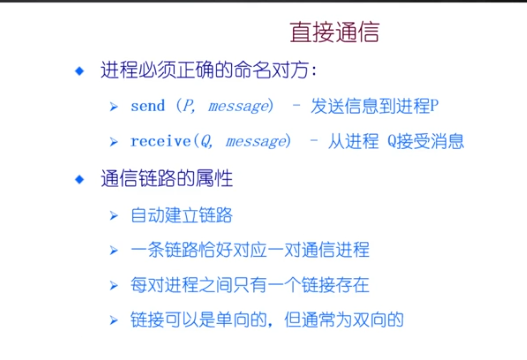 直接通信
进程必须正确的命名对方：
send (P, message) – 发送信息到进程P
receive(Q, message) – 从进程 Q接受消息
通信链路的属性
自动建立链路
一条链路恰好对应一对通信进程
每对进程之间只有一个链接存在
链接可以是单向的，但通常为双向的